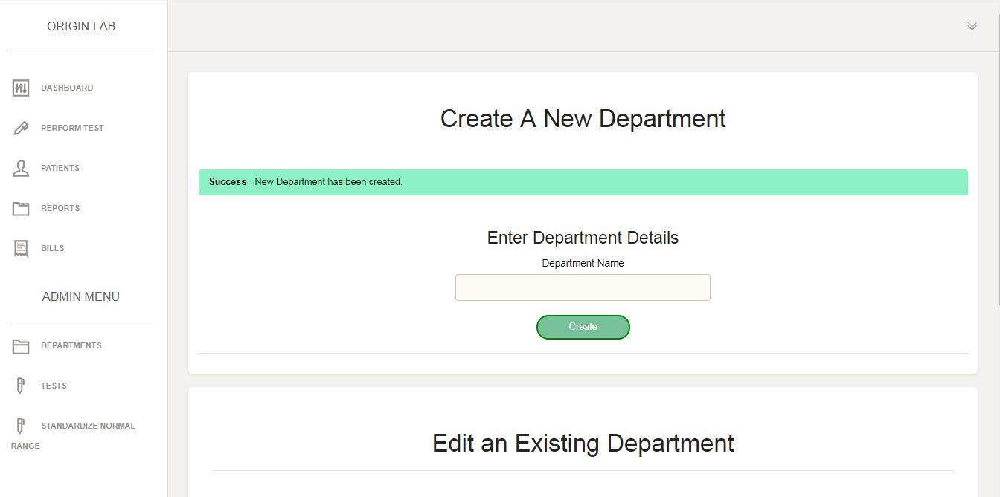 ORIGIN LAB
DASHBOARD
PERFORM TEST
PATIENTS
REPORTS
BILLS
ADMIN MENU
DEPARTMENTS
TESTS
STANDARDIZE NORMAL
RANGE
Create A New Department
Success - New Department has been created.
Enter Department Details
Department Name
Create
Edit an Existing Department